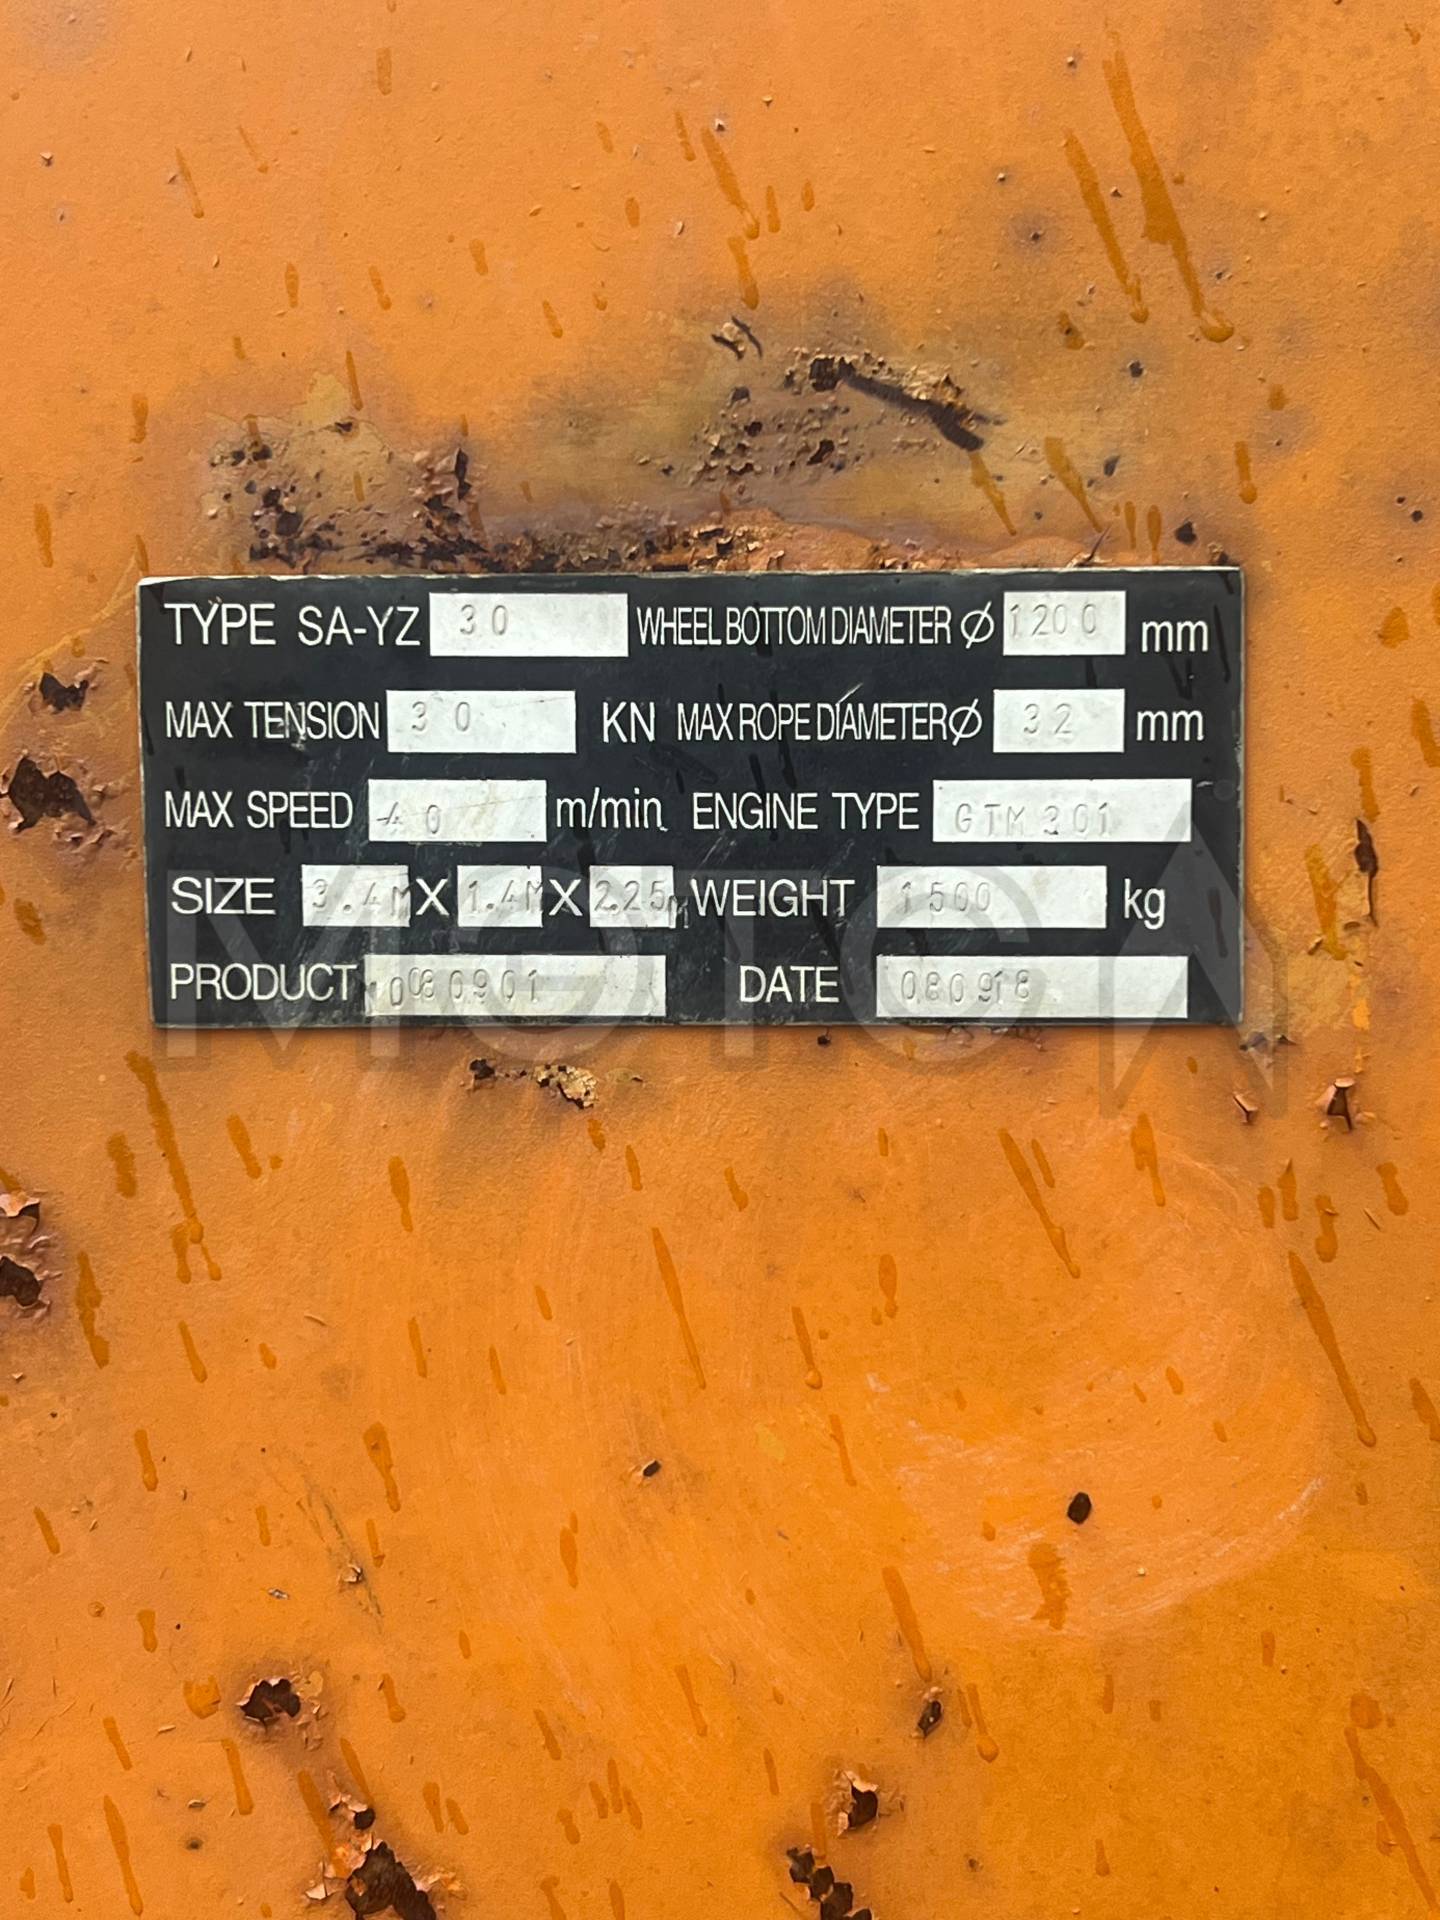 TYPE SA-YZ 30 WHEEL BOTTOM DIAMETER Ø 1200 mm
MAX TENSION 30 KN MAX ROPE DIAMETER Ø 32 mm
MAX SPEED 40 m/min ENGINE TYPE GTM 301
SIZE 3.4M X 1.4M X 2.25M WEIGHT 1500 kg
PRODUCT 080901 DATE 080918
MOTCA